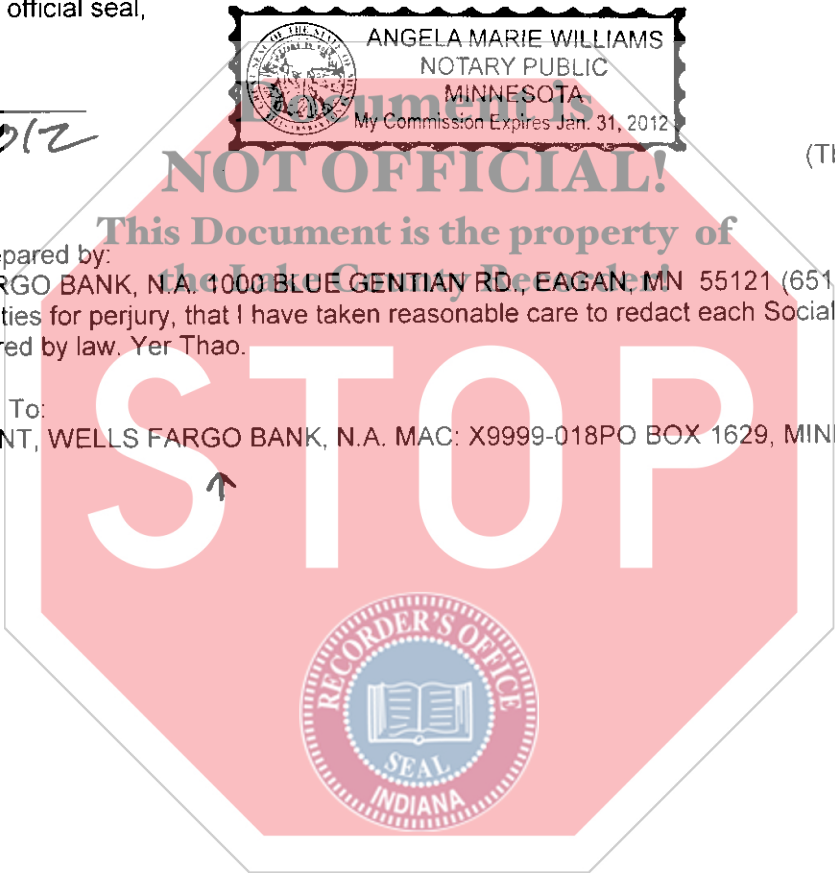 official seal,
ANGELA MARIE WILLIAMS
NOTARY PUBLIC
MINNESOTA
My Commission Expires Jan. 31, 2012
Document is
NOT OFFICIAL!
This Document is the property of
the Lake County Recorder!
epared by:
RGO BANK, N.A. 1000 BLUE GENTIAN RD., EAGAN, MN 55121 (651
ties for perjury, that I have taken reasonable care to redact each Social
red by law. Yer Thao.
To:
NT, WELLS FARGO BANK, N.A. MAC: X9999-018PO BOX 1629, MIN
STOP
RECORDER'S OFFICE
SEAL
INDIANA